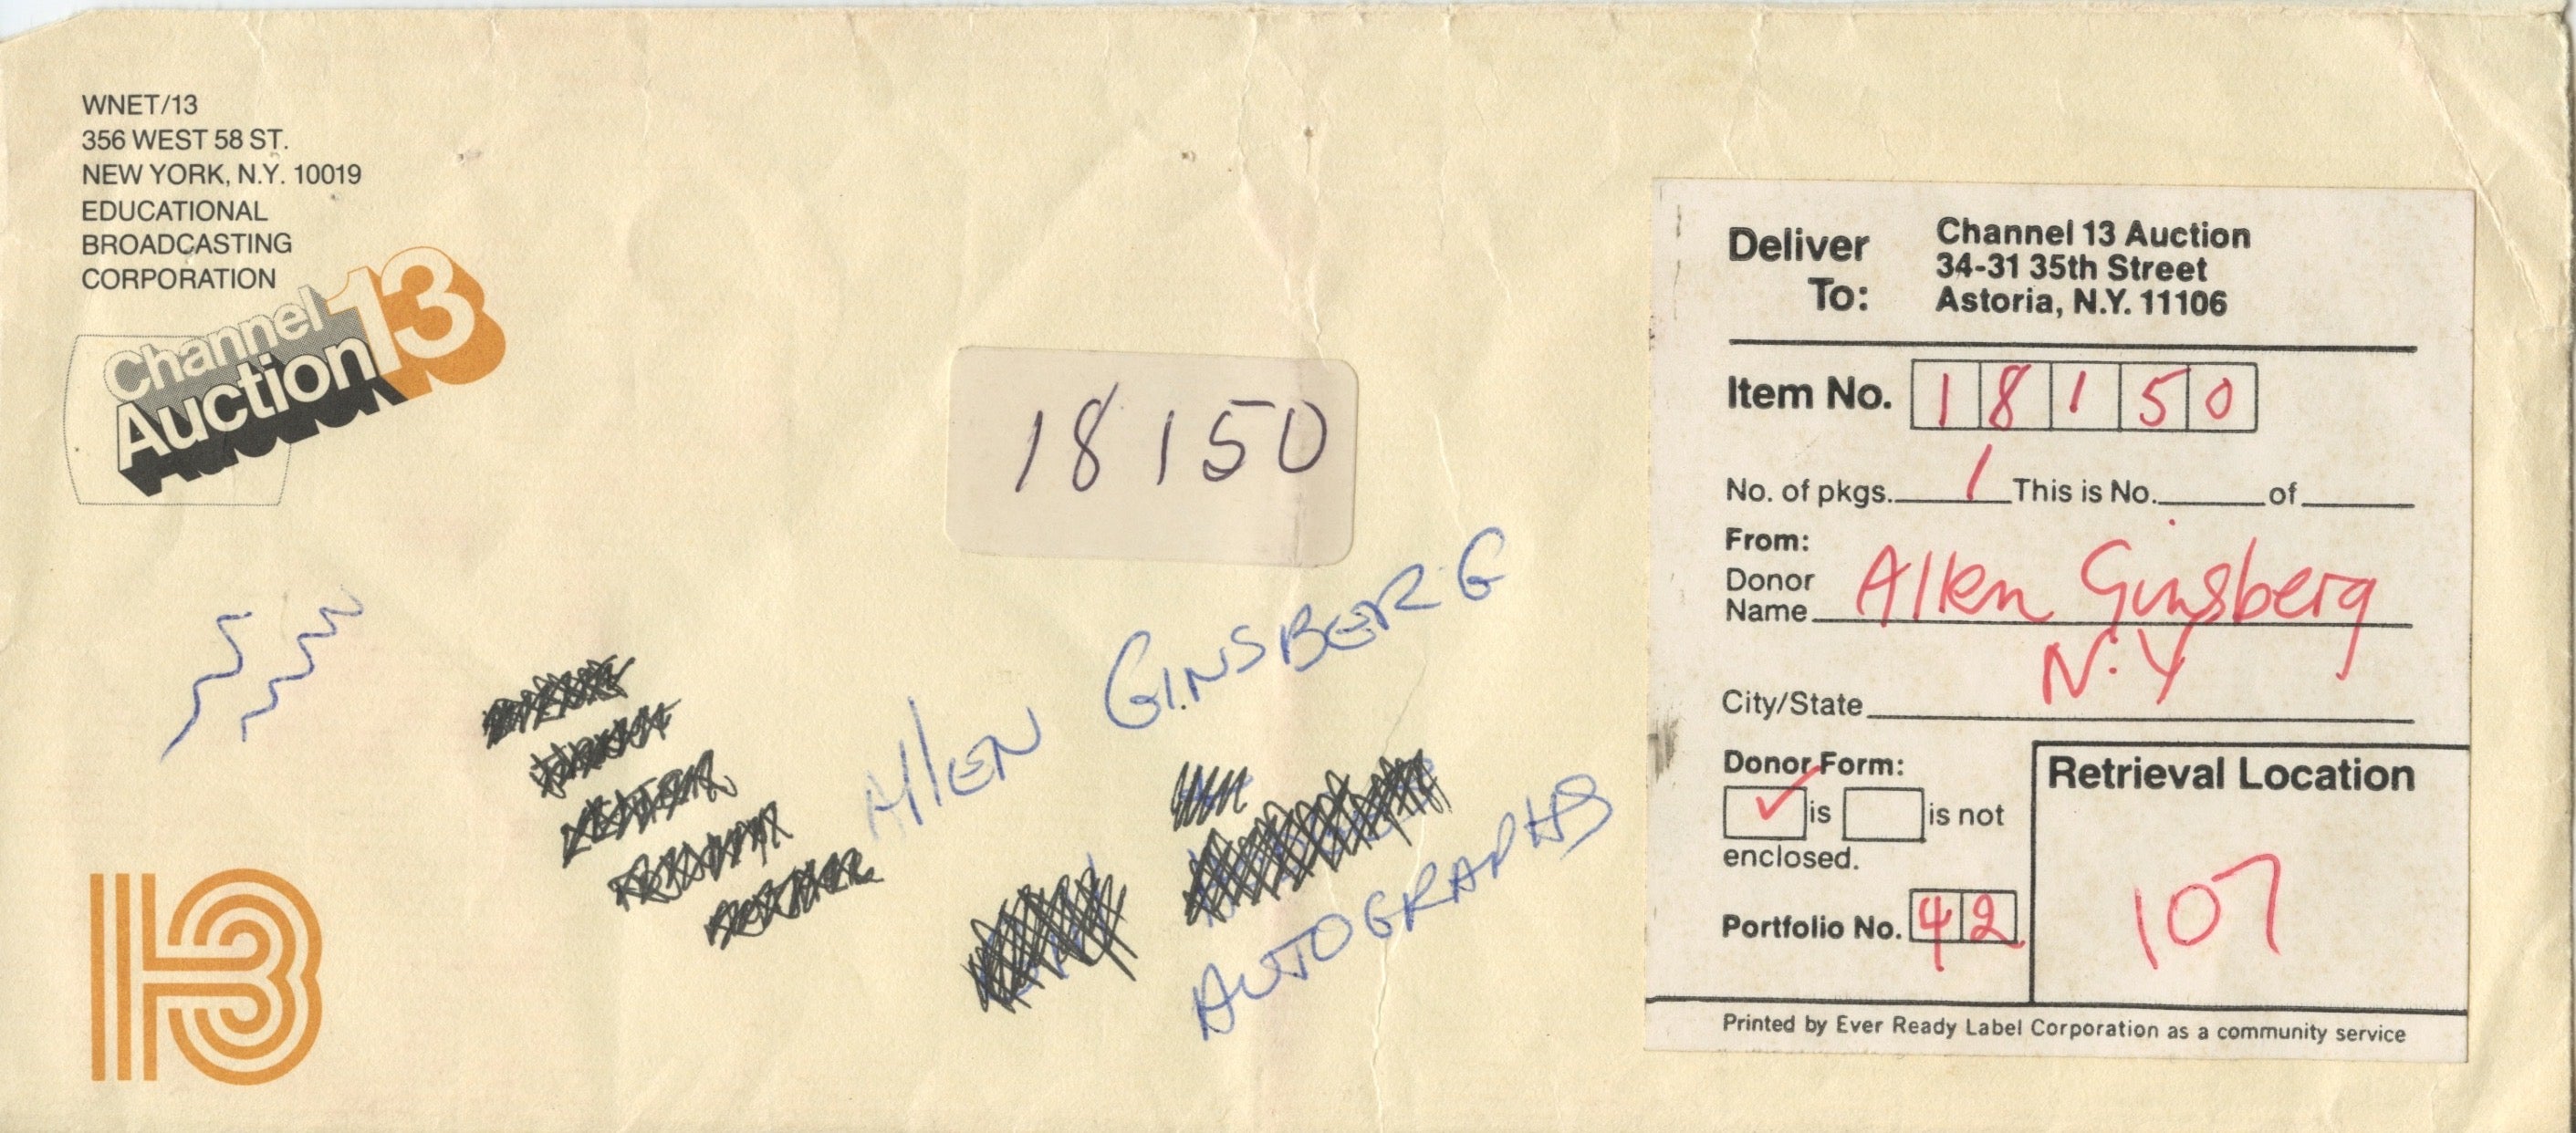 WNET/13
356 WEST 58 ST.
NEW YORK, N.Y. 10019
EDUCATIONAL
BROADCASTING
CORPORATION
Channel 13
Auction
18150
Allen GINSBERG
AUTOGRAPHS
13
Deliver To: Channel 13 Auction
34-31 35th Street
Astoria, N.Y. 11106
Item No. 18150
No. of pkgs. 1 This is No. of
From:
Donor
Name Allen Ginsberg
N.Y
City/State
Donor Form:
✓ is is not
enclosed.
Portfolio No. 42
Retrieval Location
107
Printed by Ever Ready Label Corporation as a community service